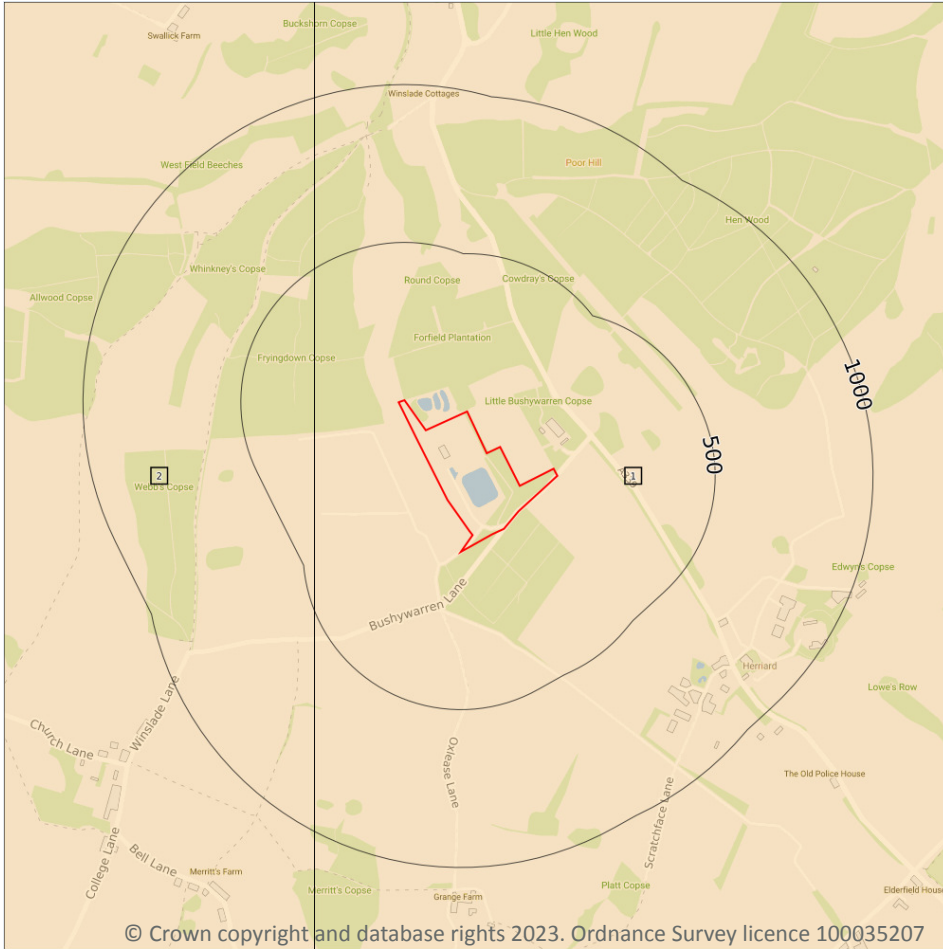 Buckshorn Copse
Swallick Farm
Little Hen Wood
Winslade Cottages
West Field Beeches
Poor Hill
Hen Wood
Whinkney's Copse
Round Copse
Cowdray's Copse
Allwood Copse
Forfield Plantation
Fryingdown Copse
1000
Little Bushywarren Copse
500
2
1
Webb's Copse
A339
Edwyn's Copse
Bushywarren Lane
Herriard
Lowe's Row
Winslade Lane
Church Lane
Oxlease Lane
The Old Police House
Scratchface Lane
College Lane
Bell Lane
Merritt's Farm
Merritt's Copse
Platt Copse
Grange Farm
Elderfield House
© Crown copyright and database rights 2023. Ordnance Survey licence 100035207